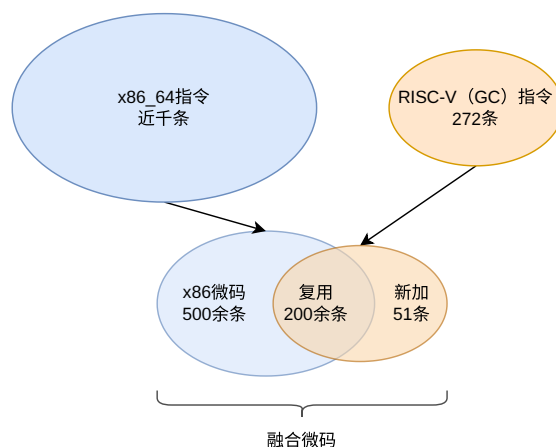 x86_64指令
近千条
RISC-V（GC）指令
272条
x86微码
500余条
复用
200余条
新加
51条
融合微码